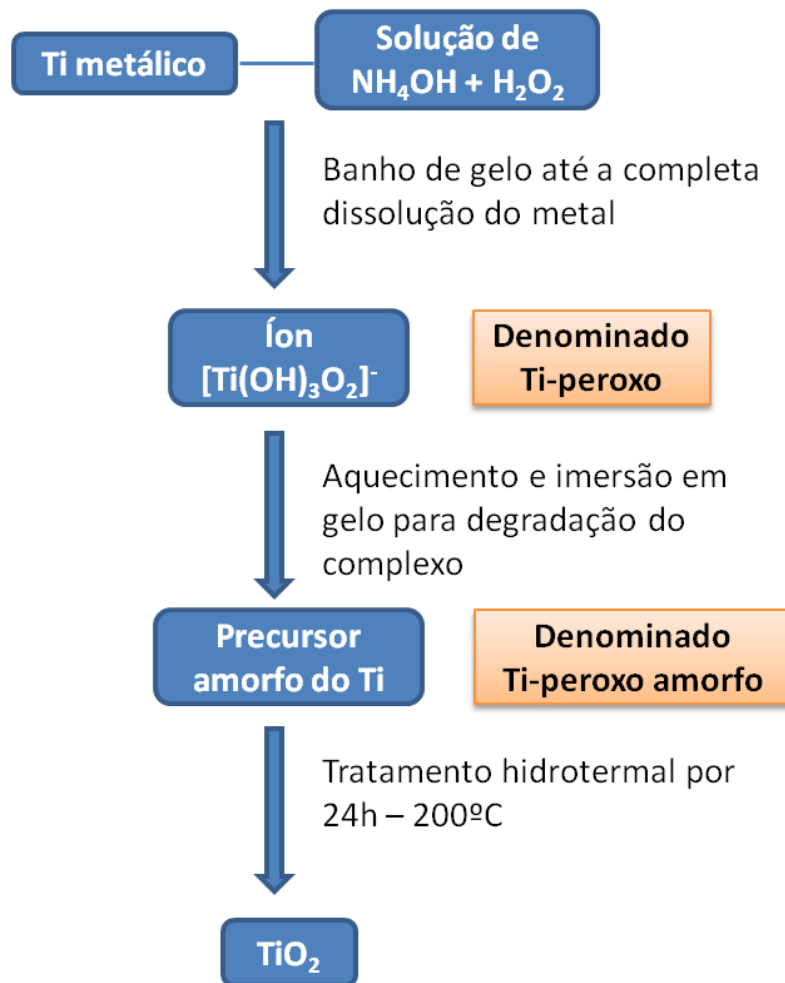 Ti metálico
Solução de
NH₄OH + H₂O₂
Banho de gelo até a completa
dissolução do metal
Íon
[Ti(OH)₃O₂]⁻
Denominado
Ti-peroxo
Aquecimento e imersão em
gelo para degradação do
complexo
Precursor
amorfo do Ti
Denominado
Ti-peroxo amorfo
Tratamento hidrotermal por
24h – 200ºC
TiO₂